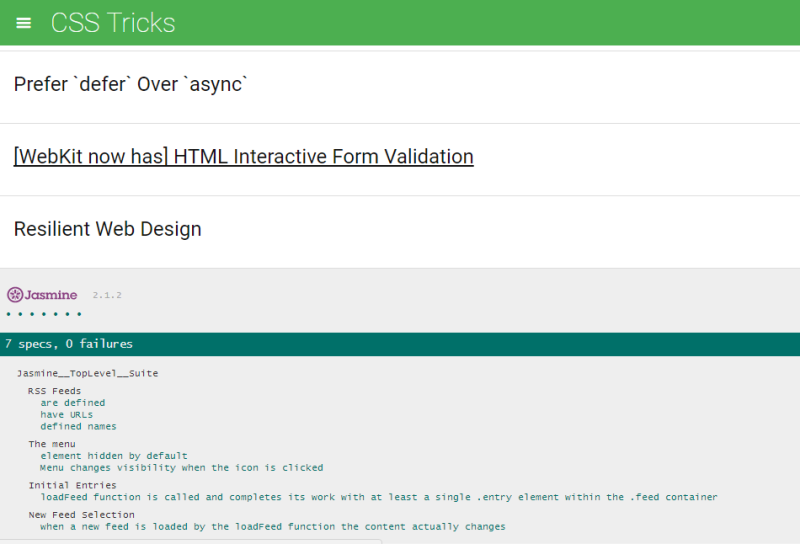 CSS Tricks
Prefer `defer` Over `async`
[WebKit now has] HTML Interactive Form Validation
Resilient Web Design
Jasmine 2.1.2
• • • • • • •
7 specs, 0 failures
Jasmine__TopLevel__Suite
RSS Feeds
are defined
have URLs
defined names
The menu
element hidden by default
Menu changes visibility when the icon is clicked
Initial Entries
loadFeed function is called and completes its work with at least a single .entry element within the .feed container
New Feed Selection
when a new feed is loaded by the loadFeed function the content actually changes